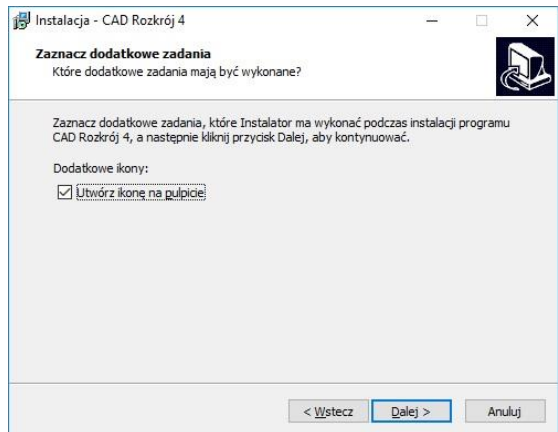 Instalacja - CAD Rozkrój 4
Zaznacz dodatkowe zadania
Które dodatkowe zadania mają być wykonane?
Zaznacz dodatkowe zadania, które Instalator ma wykonać podczas instalacji programu
CAD Rozkrój 4, a następnie kliknij przycisk Dalej, aby kontynuować.
Dodatkowe ikony:
Utwórz ikonę na pulpicie
< Wstecz
Dalej >
Anuluj